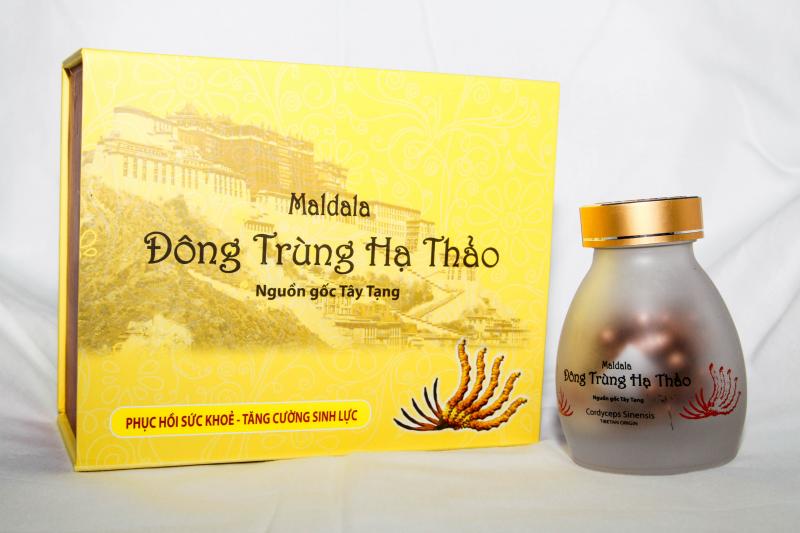 Maldala
Đông Trùng Hạ Thảo
Nguồn gốc Tây Tạng
PHỤC HỒI SỨC KHOẺ - TĂNG CƯỜNG SINH LỰC
Maldala
Đông Trùng Hạ Thảo
Nguồn gốc Tây Tạng
Cordyceps Sinensis
TIBETAN ORIGIN